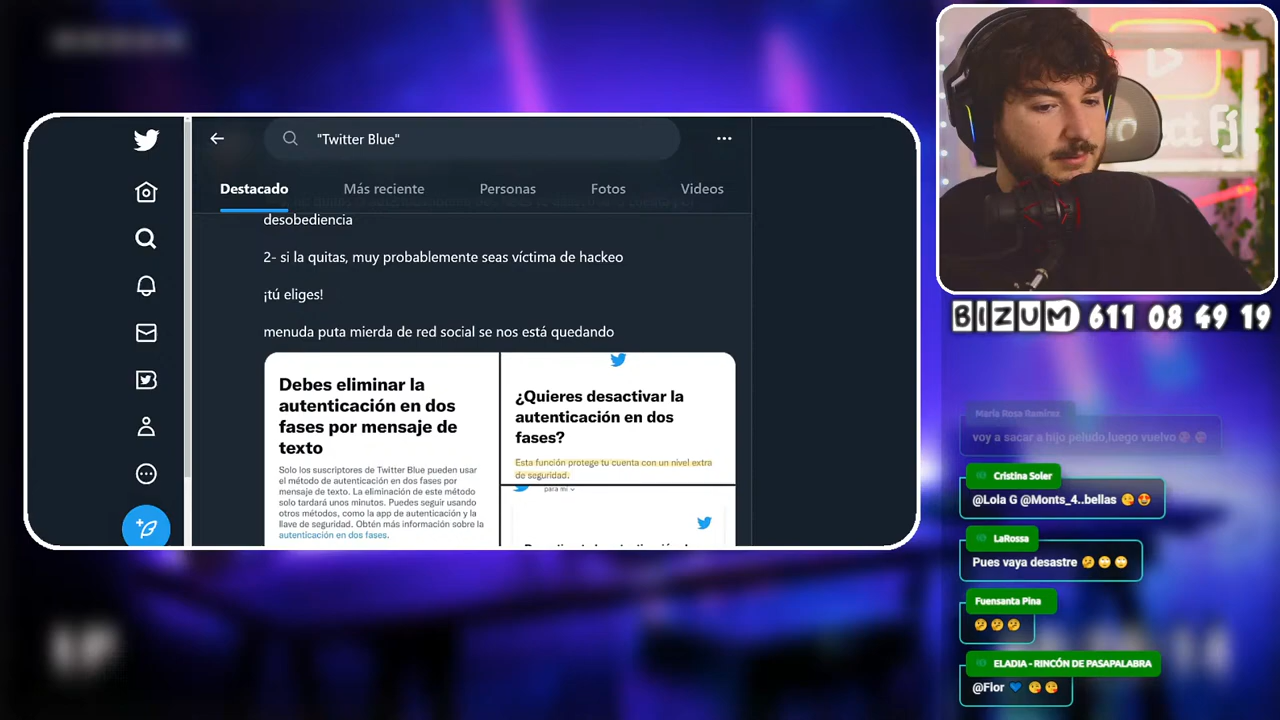 "Twitter Blue"
Destacado
Más reciente
Personas
Fotos
Videos
desobediencia
2- si la quitas, muy probablemente seas víctima de hackeo
¡tú eliges!
menuda puta mierda de red social se nos está quedando
Debes eliminar la
autenticación en dos
fases por mensaje de
texto
Solo los suscriptores de Twitter Blue pueden usar
el método de autenticación en dos fases por
mensaje de texto. La eliminación de este método
solo tardará unos minutos. Puedes seguir usando
otros métodos, como la app de autenticación y la
llave de seguridad. Obtén más información sobre la
autenticación en dos fases.
¿Quieres desactivar la
autenticación en dos
fases?
Esta función protege tu cuenta con un nivel extra
de seguridad.
para mí
BIZUM 611 08 49 19
María Rosa Ramírez
voy a sacar a hijo peludo,luego vuelvo
Cristina Soler
@Lola G @Monts_4..bellas 😘 😍
LaRossa
Pues vaya desastre 🤔 🙄 🙄
Fuensanta Pina
🤔 🤔 🤔
ELADIA - RINCÓN DE PASAPALABRA
@Flor 💙 😘 😘